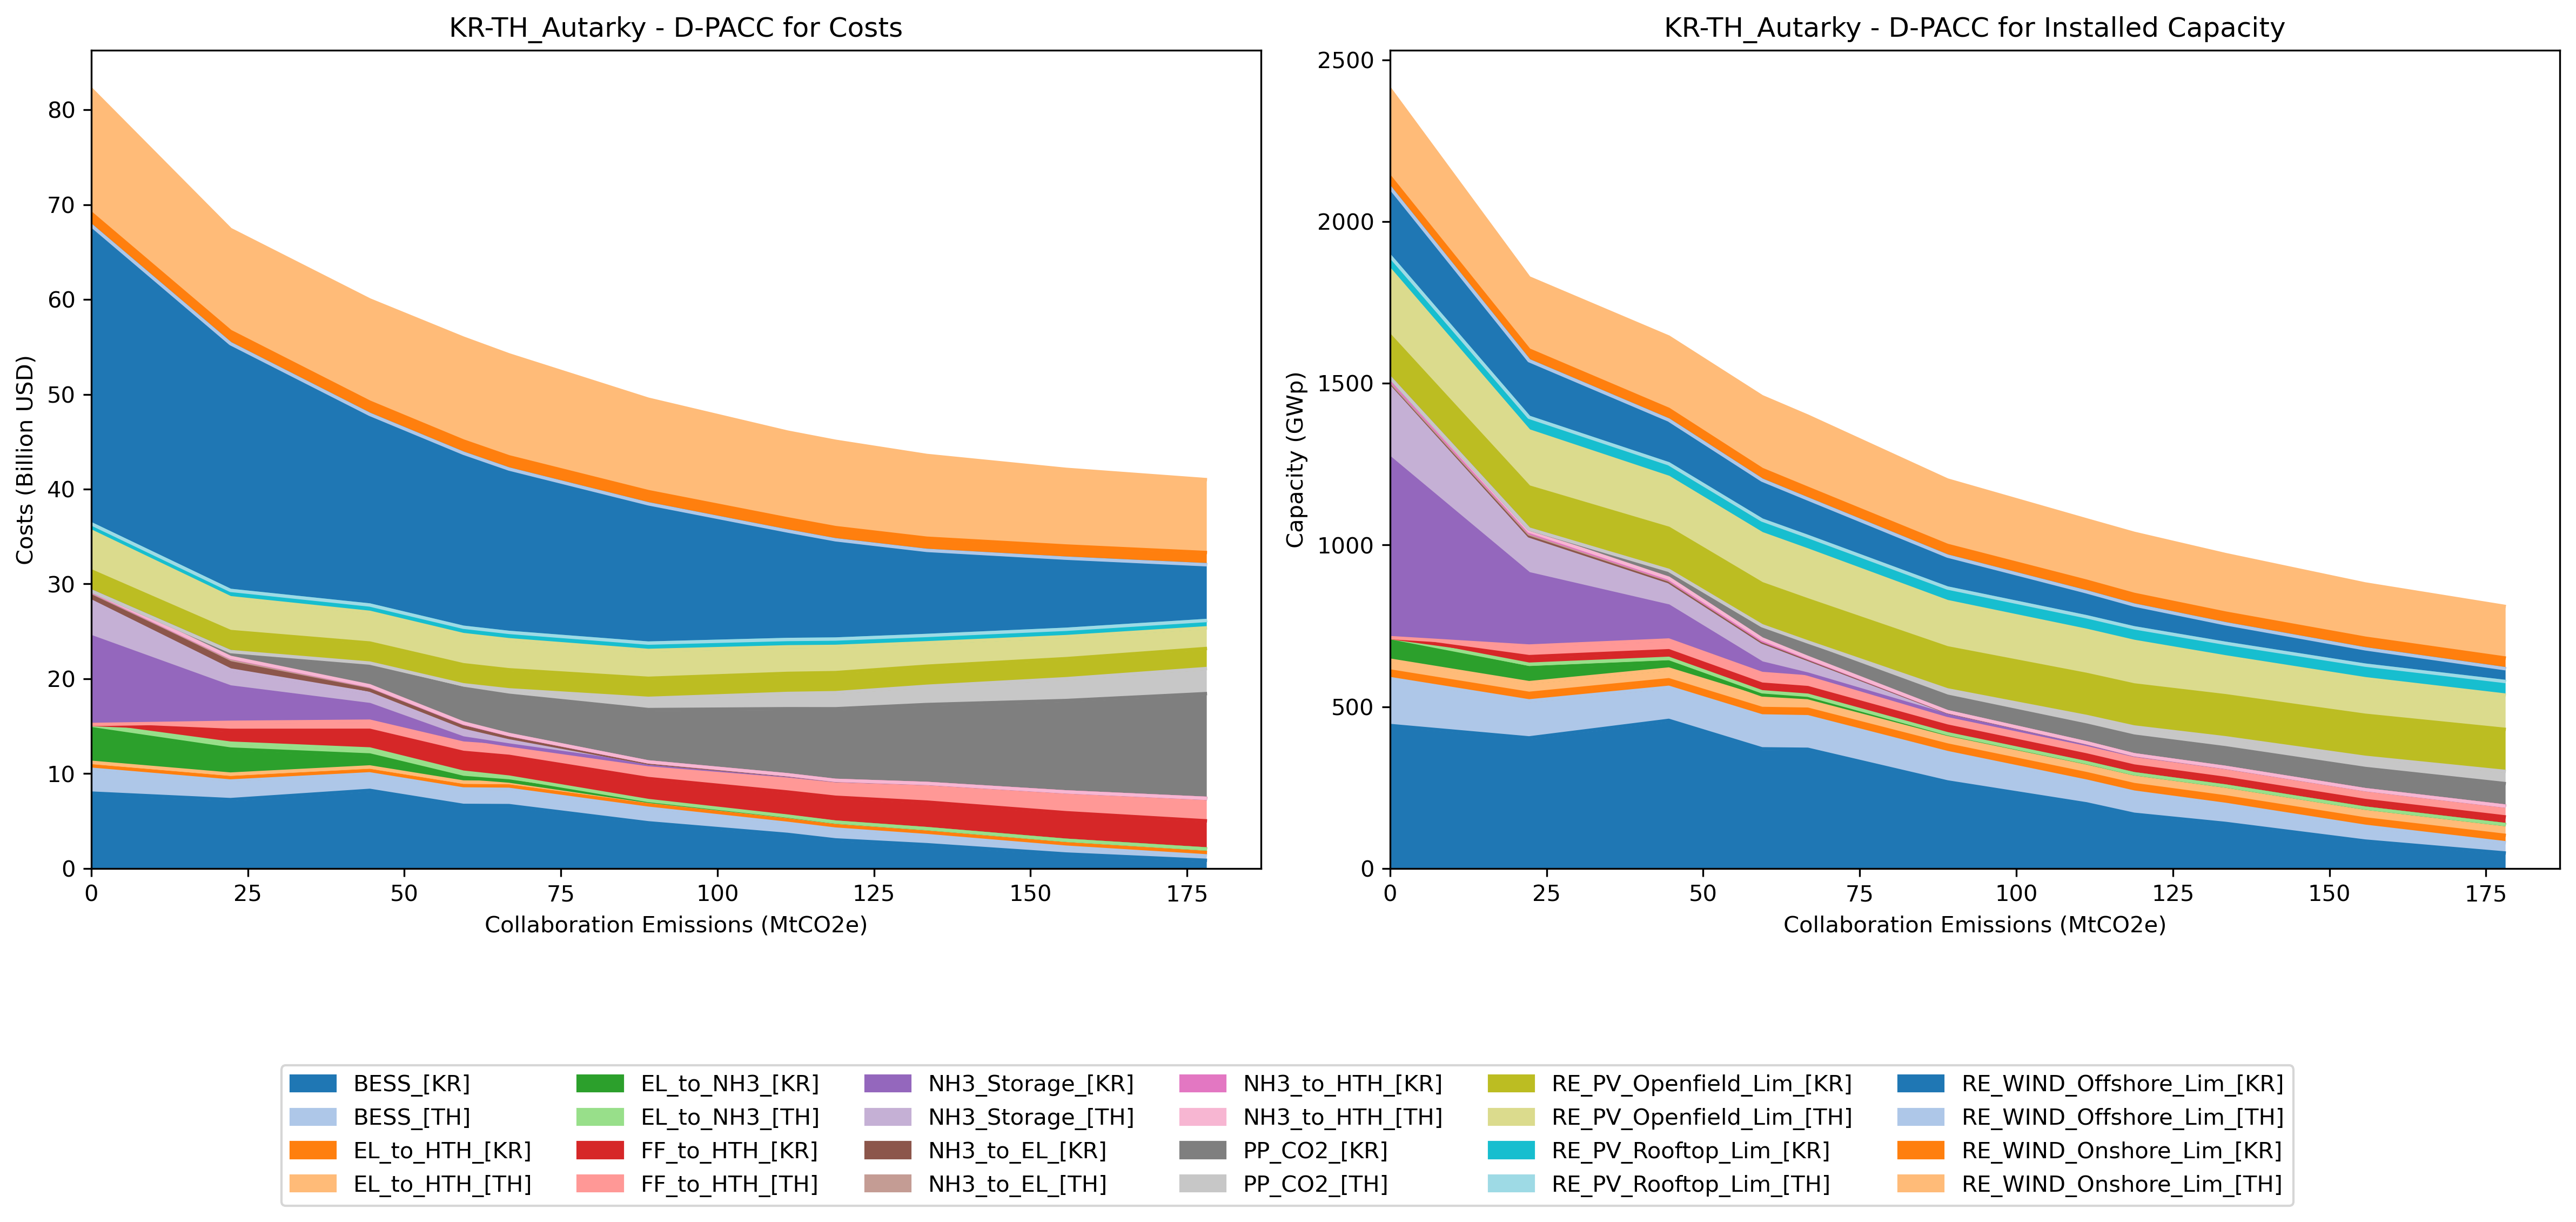 KR-TH_Autarky - D-PACC for Costs
80
70
60
50
40
30
20
10
0
Costs (Billion USD)
0 25 50 75 100 125 150 175
Collaboration Emissions (MtCO2e)
KR-TH_Autarky - D-PACC for Installed Capacity
2500
2000
1500
1000
500
0
Capacity (GWp)
0 25 50 75 100 125 150 175
Collaboration Emissions (MtCO2e)
BESS_[KR]
BESS_[TH]
EL_to_HTH_[KR]
EL_to_HTH_[TH]
EL_to_NH3_[KR]
EL_to_NH3_[TH]
FF_to_HTH_[KR]
FF_to_HTH_[TH]
NH3_Storage_[KR]
NH3_Storage_[TH]
NH3_to_EL_[KR]
NH3_to_EL_[TH]
NH3_to_HTH_[KR]
NH3_to_HTH_[TH]
PP_CO2_[KR]
PP_CO2_[TH]
RE_PV_Openfield_Lim_[KR]
RE_PV_Openfield_Lim_[TH]
RE_PV_Rooftop_Lim_[KR]
RE_PV_Rooftop_Lim_[TH]
RE_WIND_Offshore_Lim_[KR]
RE_WIND_Offshore_Lim_[TH]
RE_WIND_Onshore_Lim_[KR]
RE_WIND_Onshore_Lim_[TH]